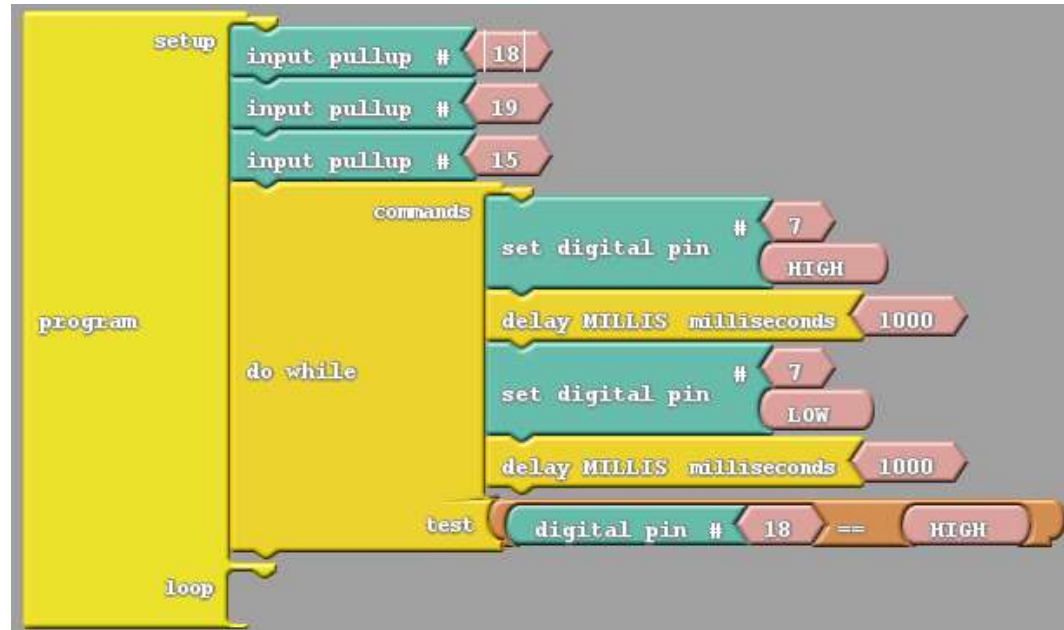 setup
input pullup # 18
input pullup # 19
input pullup # 15
commands
set digital pin # 7
HIGH
delay MILLIS milliseconds 1000
program
do while
set digital pin # 7
LOW
delay MILLIS milliseconds 1000
test digital pin # 18 == HIGH
loop